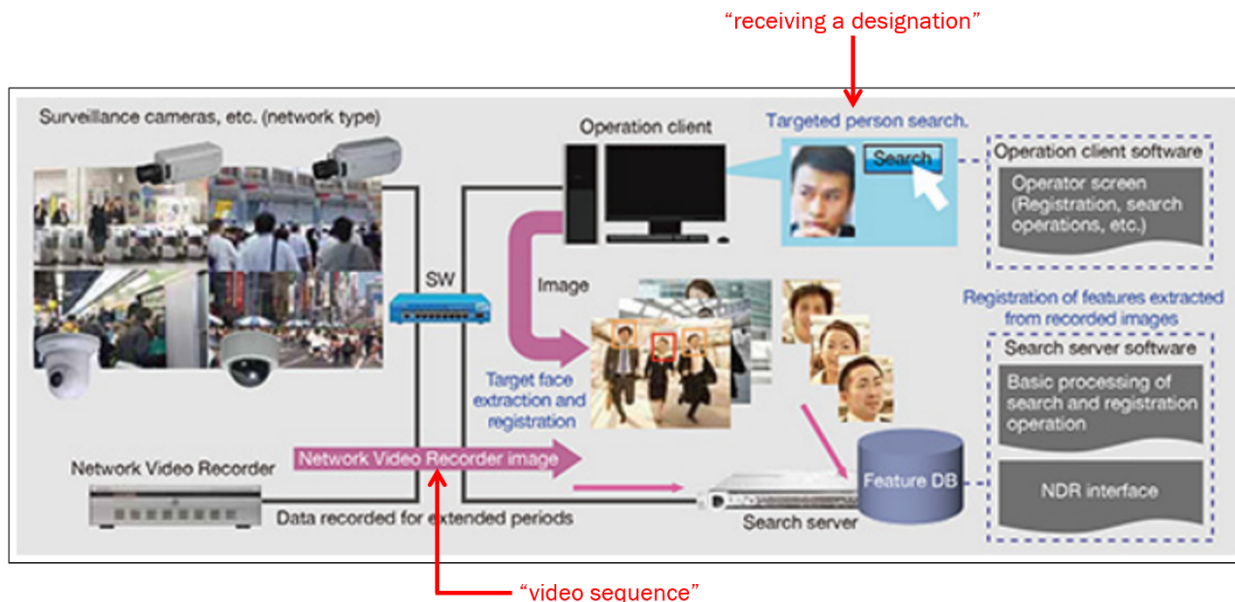 “receiving a designation”
Surveillance cameras, etc. (network type)
Operation client
Targeted person search.
Search
Operation client software
Operator screen
(Registration, search
operations, etc.)
SW
Image
Target face
extraction and
registration
Registration of features extracted
from recorded images
Search server software
Basic processing of
search and registration
operation
NDR interface
Network Video Recorder
Network Video Recorder image
Data recorded for extended periods
Search server
Feature DB
“video sequence”